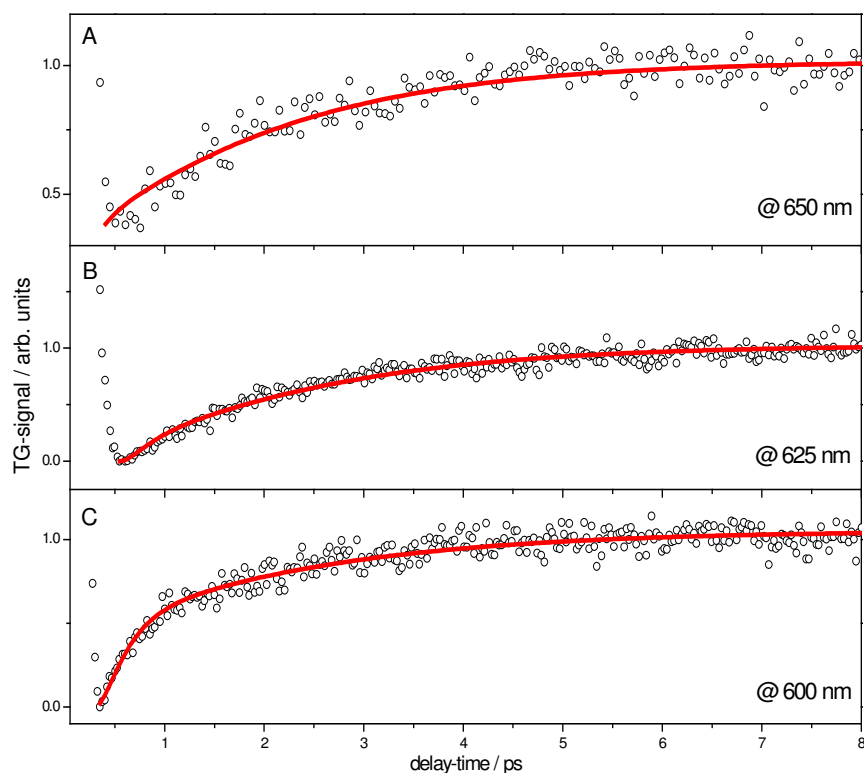 A
1.0
0.5
@ 650 nm
B
1.0
0.0
@ 625 nm
C
1.0
0.0
@ 600 nm
TG-signal / arb. units
1 2 3 4 5 6 7 8
delay-time / ps